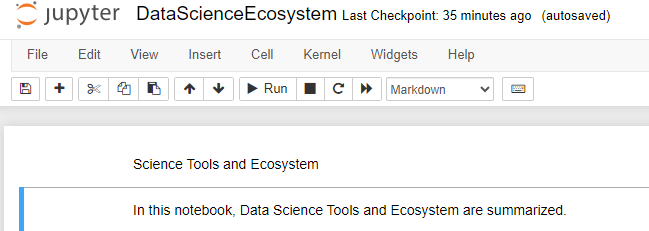 jupyter DataScienceEcosystem Last Checkpoint: 35 minutes ago (autosaved)
File Edit View Insert Cell Kernel Widgets Help
Run Markdown
Science Tools and Ecosystem
In this notebook, Data Science Tools and Ecosystem are summarized.